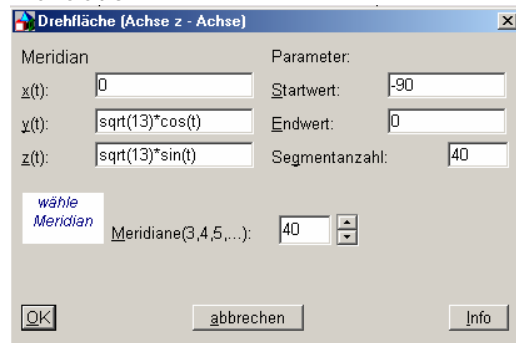 Drehfläche (Achse z - Achse)
Meridian
Parameter:
x(t): 0
Startwert: -90
y(t): sqrt(13)*cos(t)
Endwert: 0
z(t): sqrt(13)*sin(t)
Segmentanzahl: 40
wähle
Meridian
Meridiane(3,4,5,...): 40
OK
abbrechen
Info